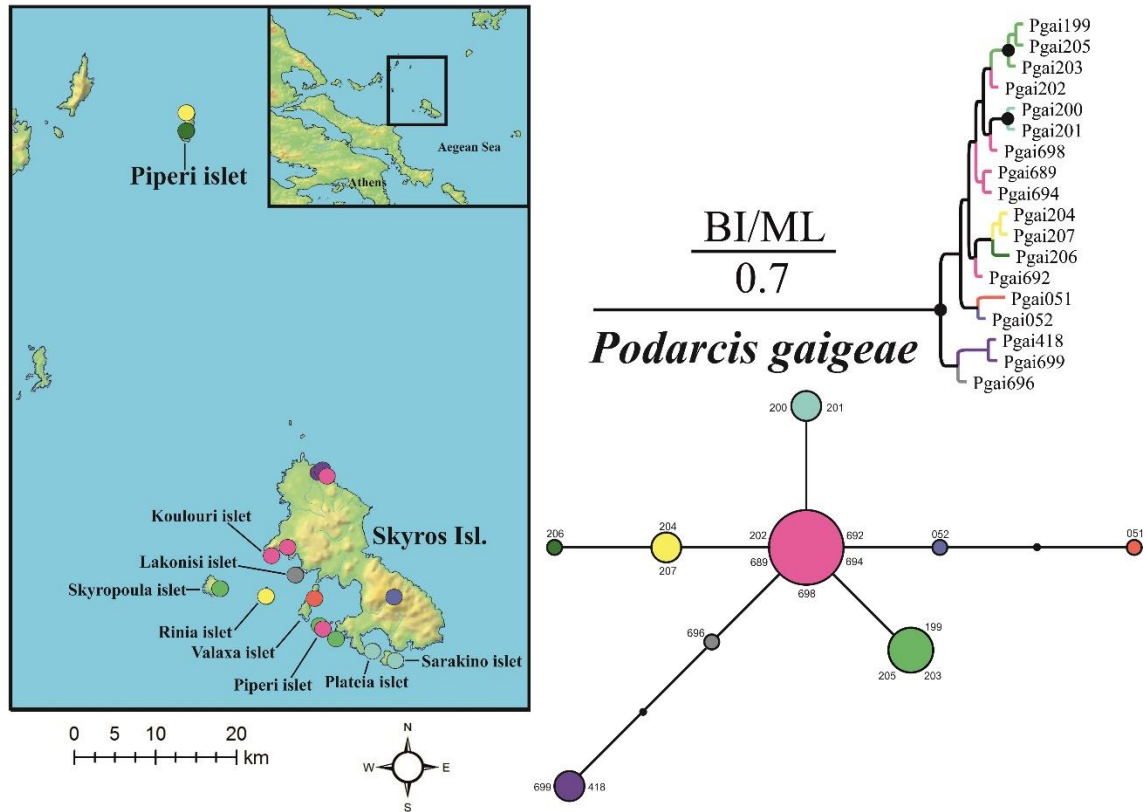 Aegean Sea
Athens
Piperi islet
Skyros Isl.
Koulouri islet
Lakonisi islet
Skyropoula islet
Rinia islet
Valaxa islet
Piperi islet
Plateia islet
Sarakino islet
0 5 10 20
km
N
W E
S
BI/ML
0.7
Podarcis gaigeae
Pgai199
Pgai205
Pgai203
Pgai202
Pgai200
Pgai201
Pgai698
Pgai689
Pgai694
Pgai204
Pgai207
Pgai206
Pgai692
Pgai051
Pgai052
Pgai418
Pgai699
Pgai696
200 201
206
204
207
202 692
689 694
698
052
051
696
199
205 203
699 418